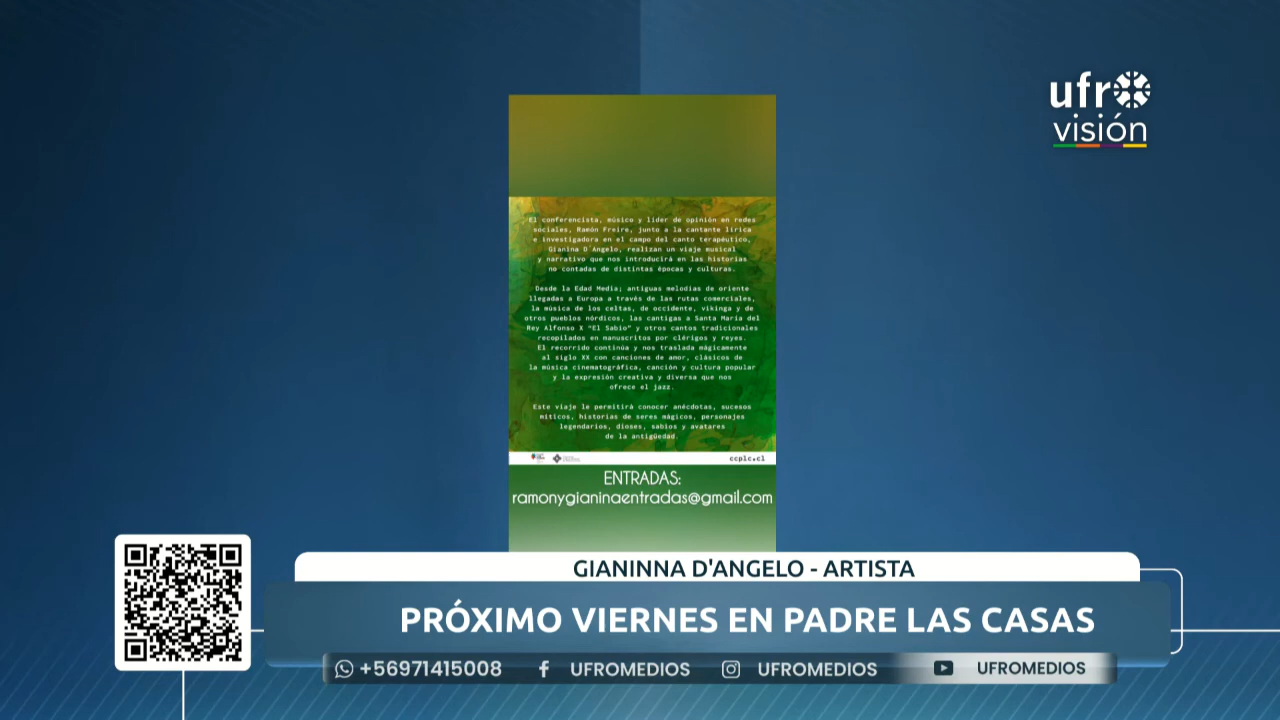 ufro
visión
El conferencista, músico y líder de opinión en redes
sociales, Ramón Freire, junto a la cantante lírica
e investigadora en el campo del canto terapéutico,
Gianina D´Angelo, realizan un viaje musical
y narrativo que nos introducirá en las historias
no contadas de distintas épocas y culturas.
Desde la Edad Media; antiguas melodías de oriente
llegadas a Europa a través de las rutas comerciales,
la música de los celtas, de occidente, vikinga y de
otros pueblos nórdicos, las cantigas a Santa María del
Rey Alfonso X "El Sabio" y otros cantos tradicionales
recopilados en manuscritos por clérigos y reyes.
El recorrido continúa y nos traslada mágicamente
al siglo XX con canciones de amor, clásicos de
la música cinematográfica, canción y cultura popular
y la expresión creativa y diversa que nos
ofrece el jazz.
Este viaje le permitirá conocer anécdotas, sucesos
míticos, historias de seres mágicos, personajes
legendarios, dioses, sabios y avatares
de la antigüedad.
ccplc.cl
ENTRADAS:
ramonygianinaentradas@gmail.com
GIANINNA D'ANGELO - ARTISTA
PRÓXIMO VIERNES EN PADRE LAS CASAS
+56971415008 UFROMEDIOS UFROMEDIOS UFROMEDIOS